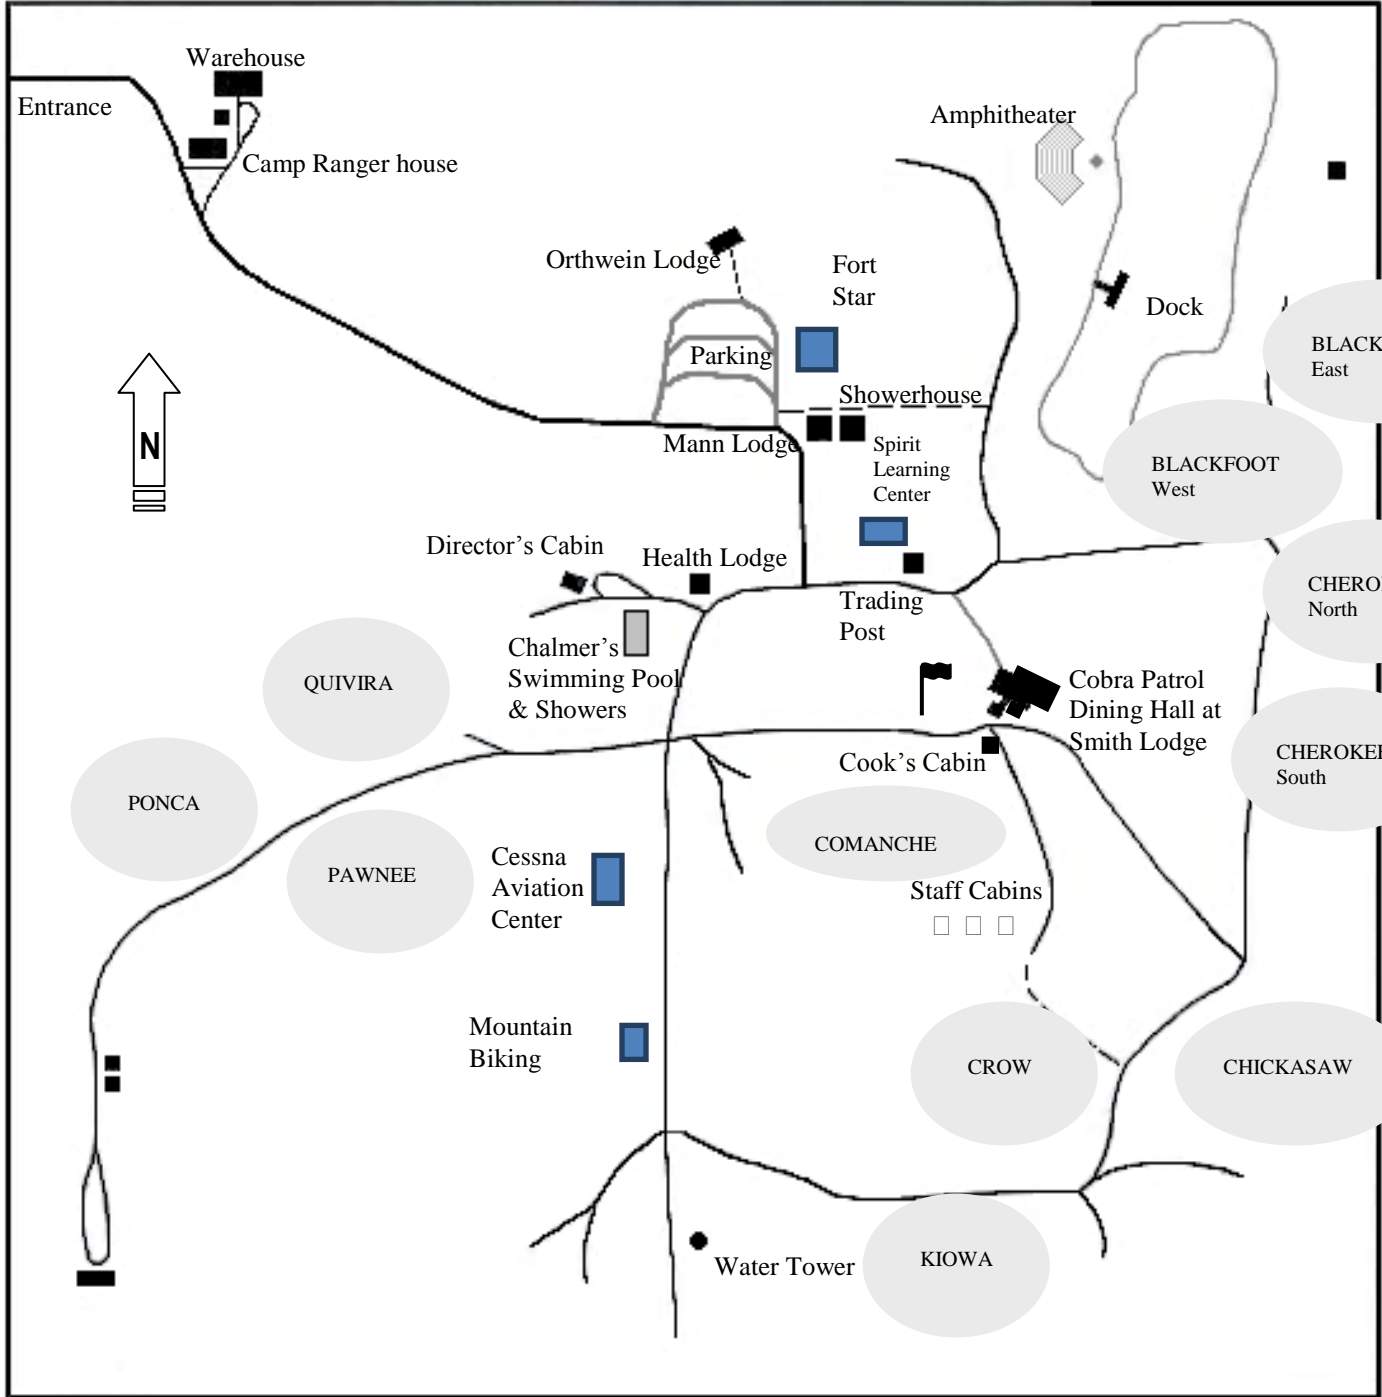 Warehouse
Entrance
Amphitheater
Camp Ranger house
Orthwein Lodge
Fort
Star
Dock
Parking
BLACK
East
N
Showerhouse
Mann Lodge
Spirit
Learning
Center
BLACKFOOT
West
Director's Cabin
Health Lodge
CHERO
North
Trading
Post
Chalmer's
Swimming Pool
& Showers
QUIVIRA
Cobra Patrol
Dining Hall at
Smith Lodge
Cook's Cabin
CHEROKEE
South
PONCA
COMANCHE
PAWNEE
Cessna
Aviation
Center
Staff Cabins
Mountain
Biking
CROW
CHICKASAW
Water Tower
KIOWA